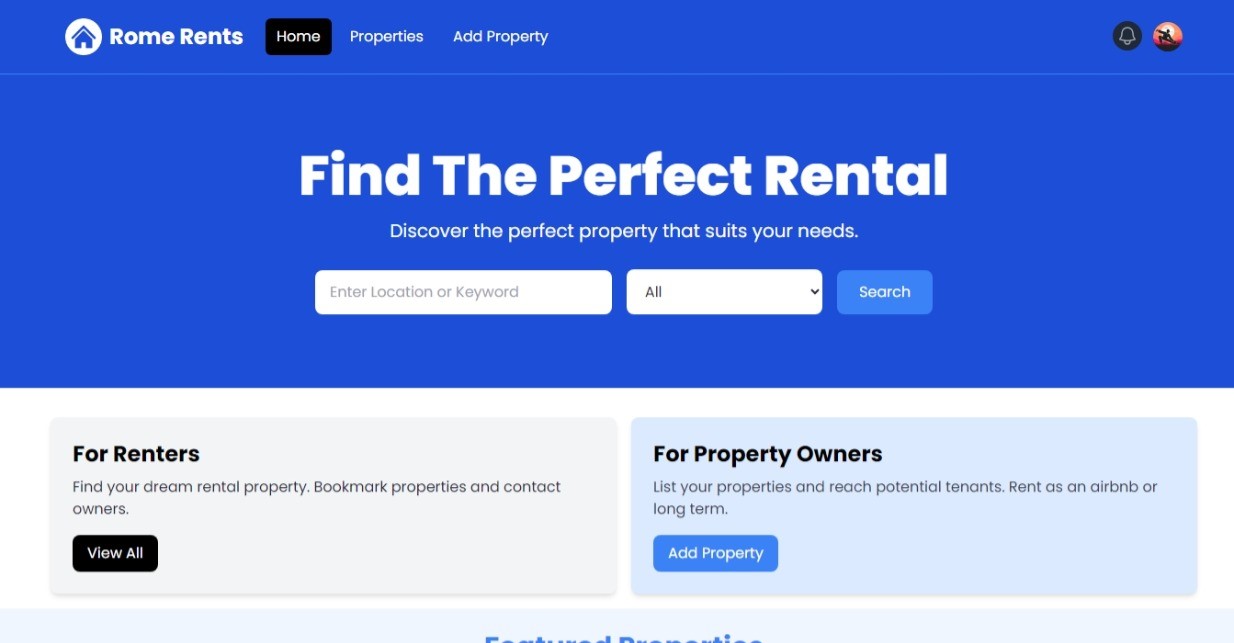 Rome Rents
Home
Properties
Add Property
Find The Perfect Rental
Discover the perfect property that suits your needs.
Enter Location or Keyword
All
Search
For Renters
Find your dream rental property. Bookmark properties and contact
owners.
View All
For Property Owners
List your properties and reach potential tenants. Rent as an airbnb or
long term.
Add Property
Featured Properties